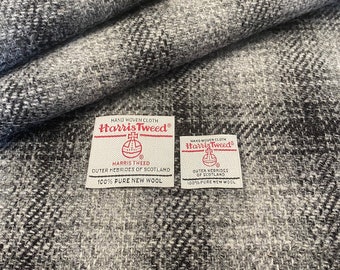 HAND WOVEN CLOTH
Harris Tweed®
®
HARRIS TWEED
OUTER HEBRIDES OF SCOTLAND
100% PURE NEW WOOL
HAND WOVEN CLOTH
Harris Tweed®
®
OUTER HEBRIDES
OF SCOTLAND
100% PURE NEW WOOL